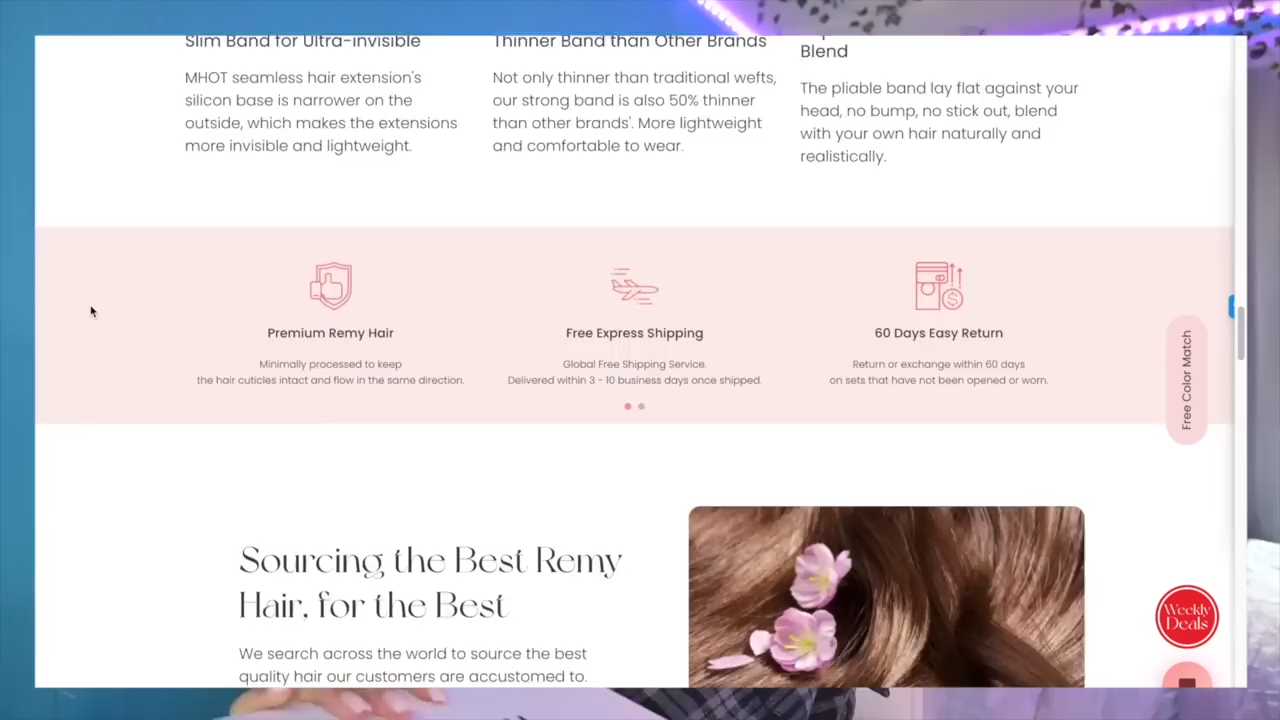 Slim Band for Ultra-invisible
MHOT seamless hair extension's
silicon base is narrower on the
outside, which makes the extensions
more invisible and lightweight.
Thinner Band than Other Brands
Not only thinner than traditional wefts,
our strong band is also 50% thinner
than other brands'. More lightweight
and comfortable to wear.
Blend
The pliable band lay flat against your
head, no bump, no stick out, blend
with your own hair naturally and
realistically.
Premium Remy Hair
Minimally processed to keep
the hair cuticles intact and flow in the same direction.
Free Express Shipping
Global Free Shipping Service.
Delivered within 3 - 10 business days once shipped.
60 Days Easy Return
Return or exchange within 60 days
on sets that have not been opened or worn.
Free Color Match
Sourcing the Best Remy
Hair, for the Best
We search across the world to source the best
quality hair our customers are accustomed to.
Weekly
Deals